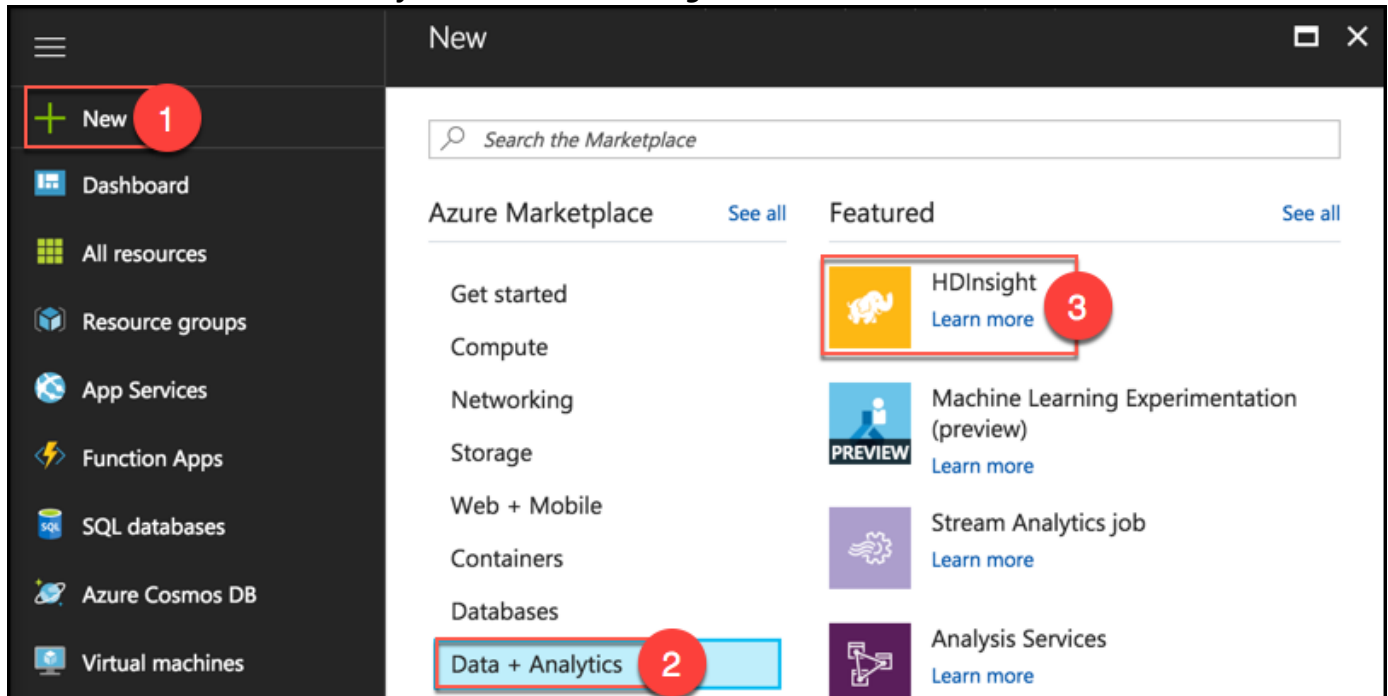 New
New
1
Search the Marketplace
Dashboard
All resources
Resource groups
App Services
Function Apps
SQL
SQL databases
Azure Cosmos DB
Virtual machines
Azure Marketplace
See all
Get started
Compute
Networking
Storage
Web + Mobile
Containers
Databases
Data + Analytics
2
Featured
See all
HDInsight
Learn more
3
Machine Learning Experimentation
(preview)
PREVIEW
Learn more
Stream Analytics job
Learn more
Analysis Services
Learn more